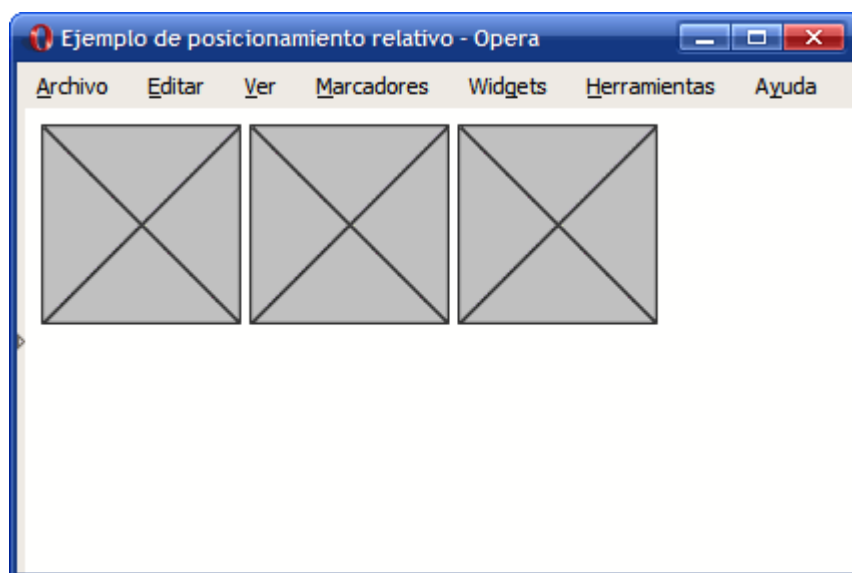 Ejemplo de posicionamiento relativo - Opera
Archivo Editar Ver Marcadores Widgets Herramientas Ayuda